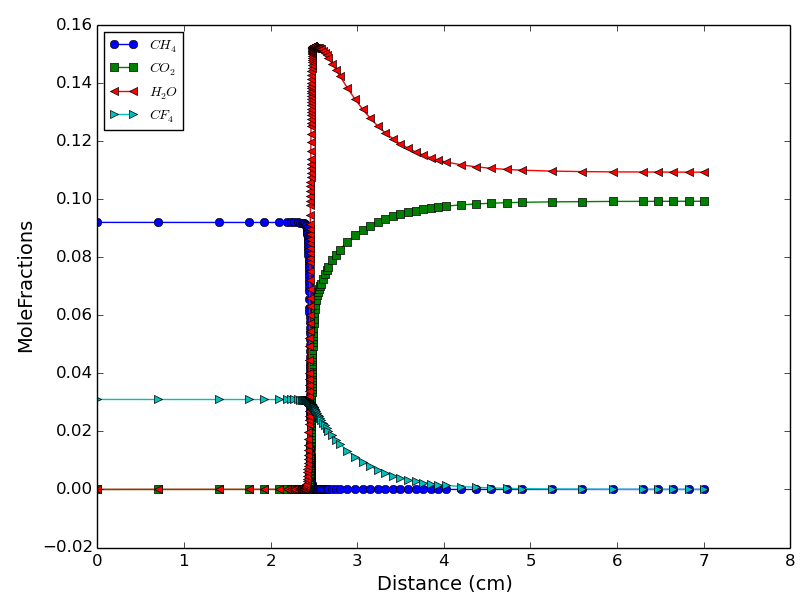 0.16
0.14
0.12
0.10
0.08
0.06
0.04
0.02
0.00
−0.02
CH₄
CO₂
H₂O
CF₄
MoleFractions
0 1 2 3 4 5 6 7 8
Distance (cm)